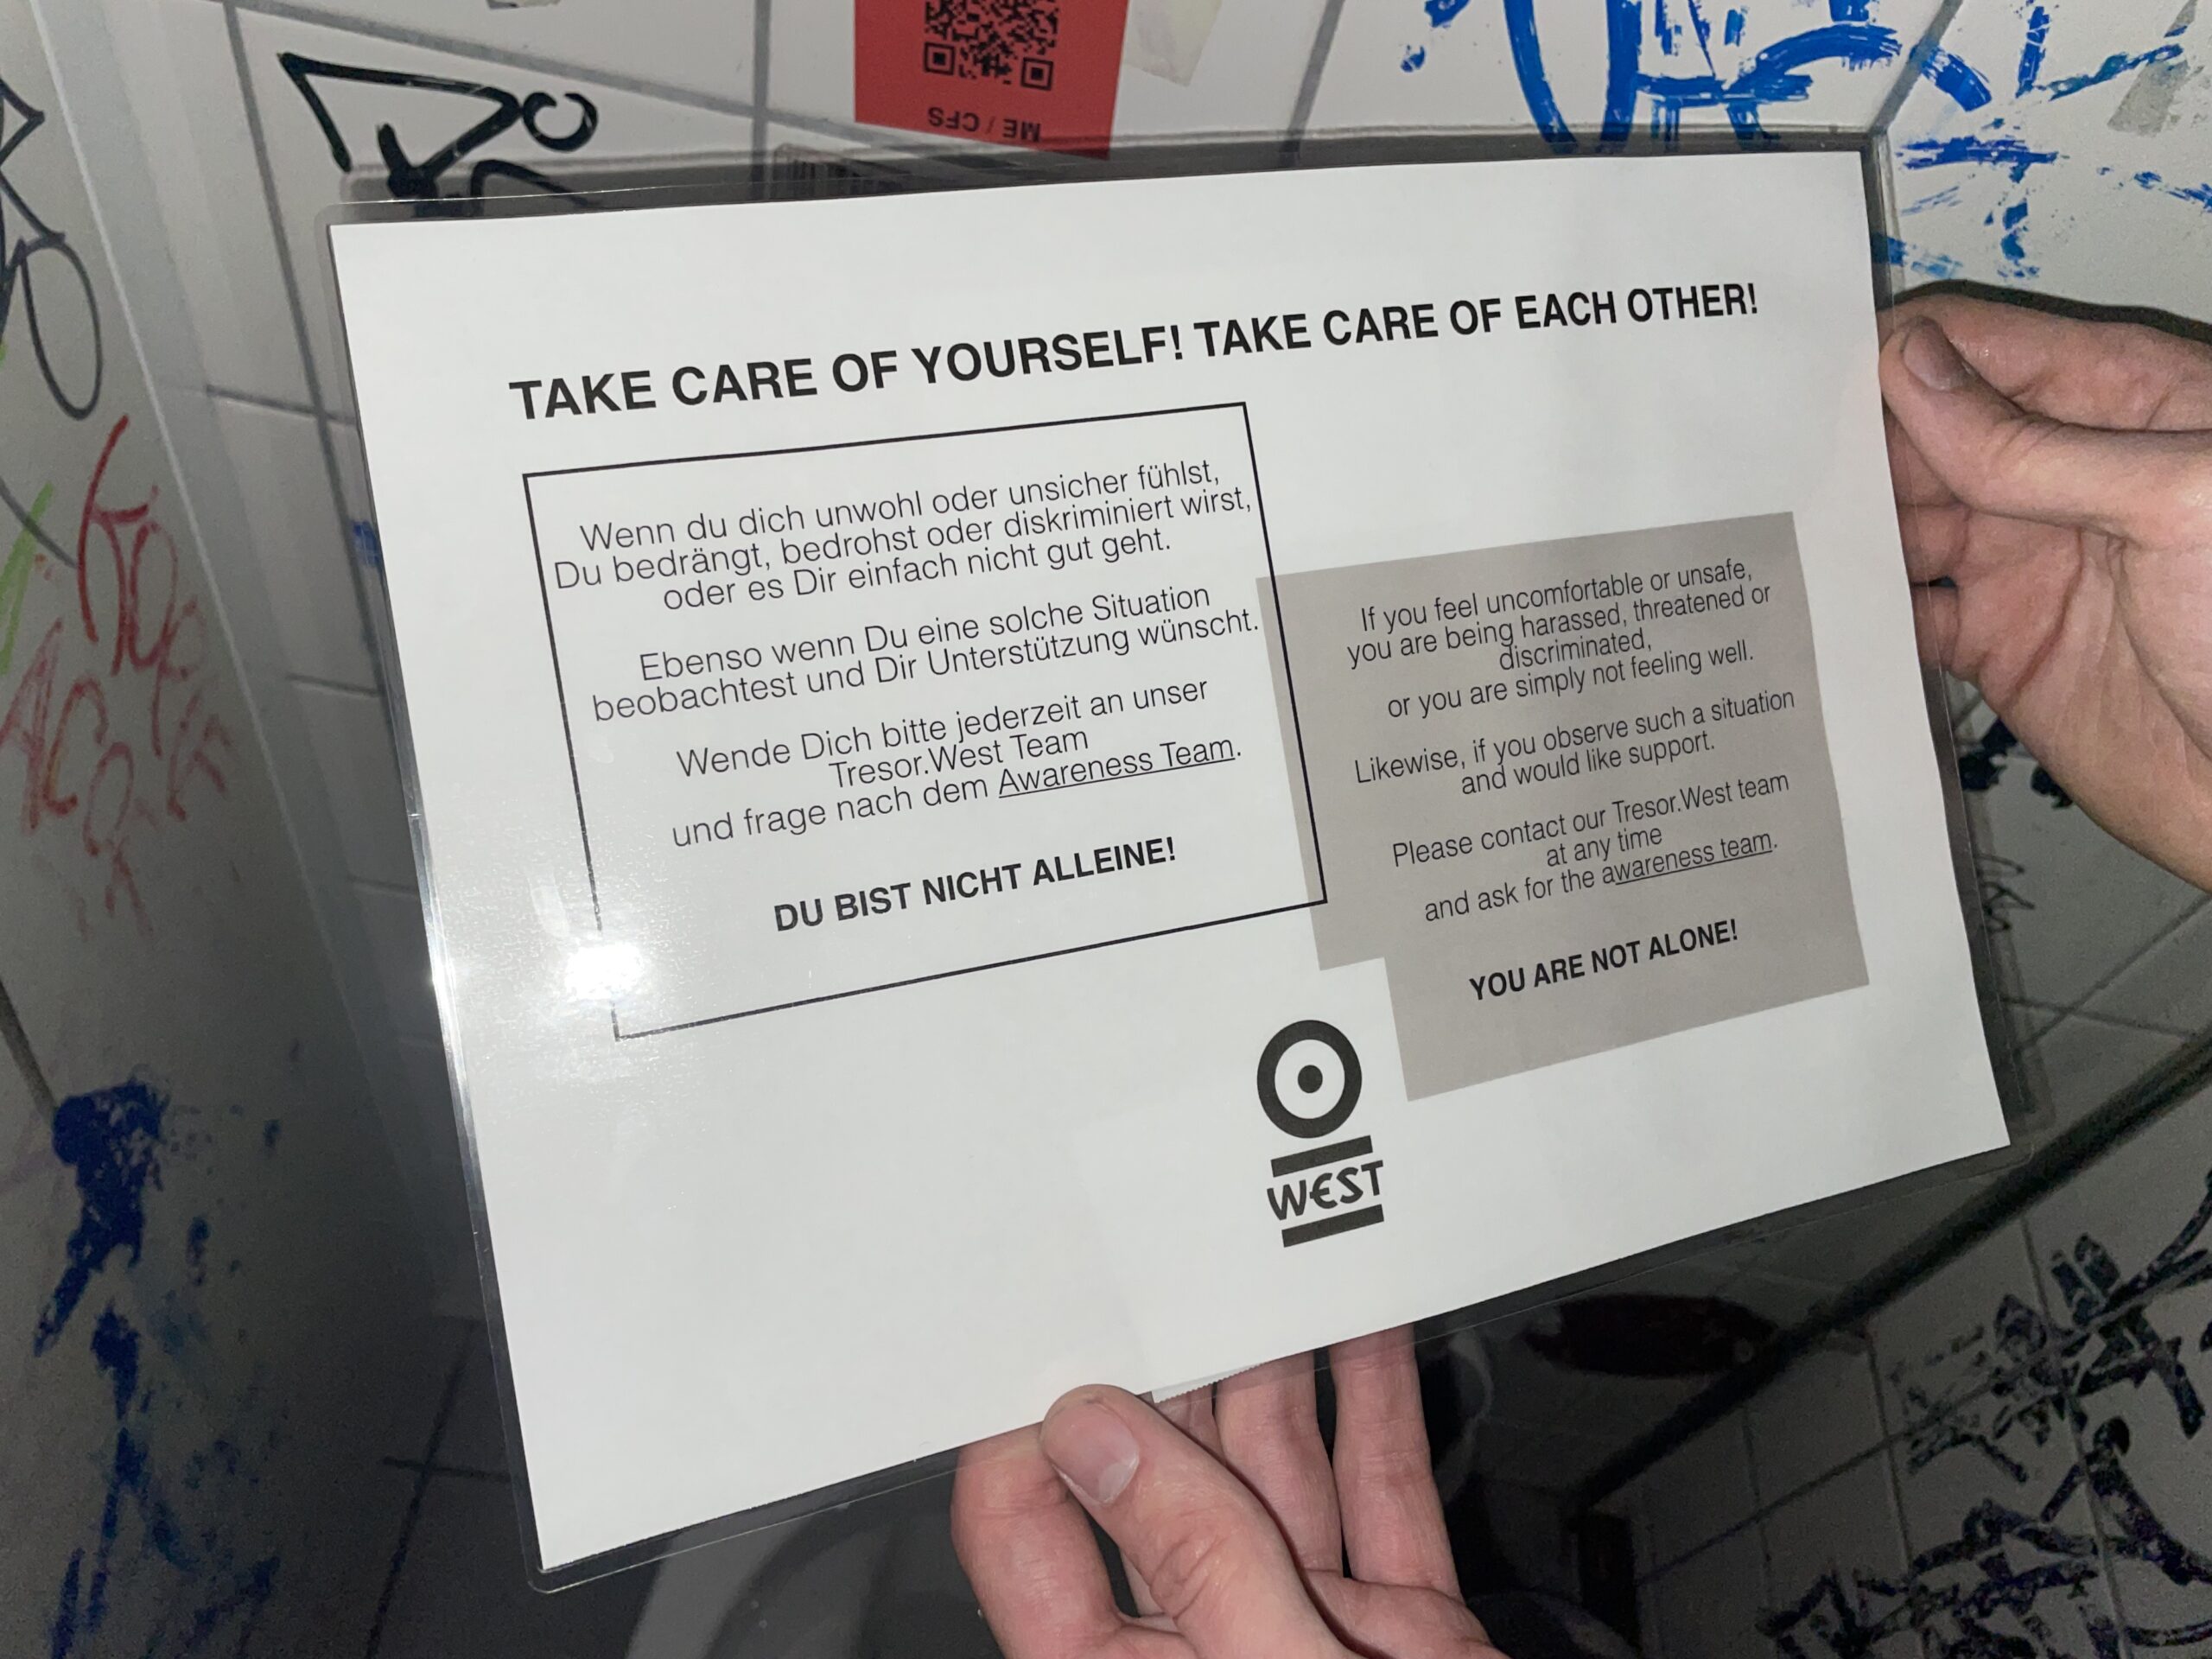 ME / CFS
TAKE CARE OF YOURSELF! TAKE CARE OF EACH OTHER!
Wenn du dich unwohl oder unsicher fühlst,
Du bedrängt, bedrohst oder diskriminiert wirst,
oder es Dir einfach nicht gut geht.
Ebenso wenn Du eine solche Situation
beobachtest und Dir Unterstützung wünscht.
Wende Dich bitte jederzeit an unser
Tresor.West Team
und frage nach dem Awareness Team.
DU BIST NICHT ALLEINE!
If you feel uncomfortable or unsafe,
you are being harassed, threatened or
discriminated,
or you are simply not feeling well.
Likewise, if you observe such a situation
and would like support.
Please contact our Tresor.West team
at any time
and ask for the awareness team.
YOU ARE NOT ALONE!
WEST